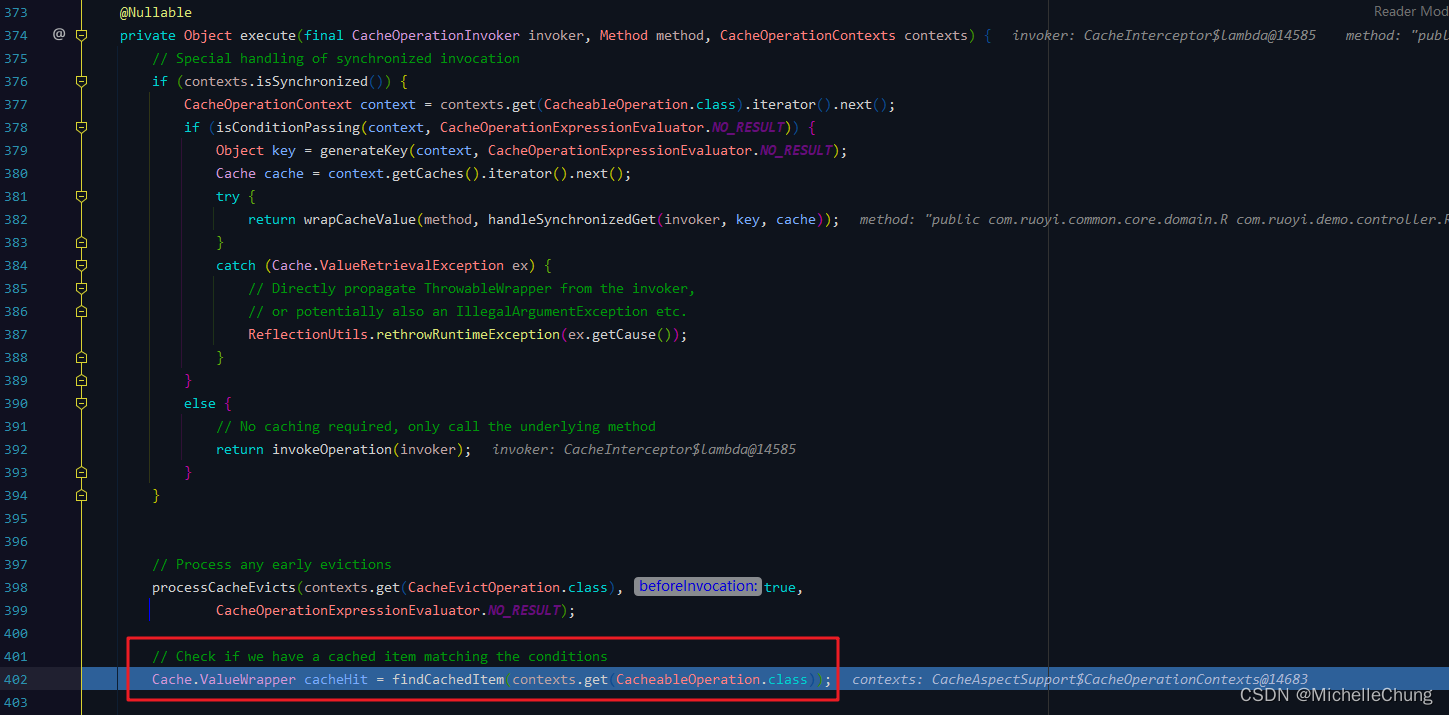 Reader Mod
373 @Nullable
374 @ private Object execute(final CacheOperationInvoker invoker, Method method, CacheOperationContexts contexts) { invoker: CacheInterceptor$lambda@14585 method: "publ
375 // Special handling of synchronized invocation
376 if (contexts.isSynchronized()) {
377 CacheOperationContext context = contexts.get(CacheableOperation.class).iterator().next();
378 if (isConditionPassing(context, CacheOperationExpressionEvaluator.NO_RESULT)) {
379 Object key = generateKey(context, CacheOperationExpressionEvaluator.NO_RESULT);
380 Cache cache = context.getCaches().iterator().next();
381 try {
382 return wrapCacheValue(method, handleSynchronizedGet(invoker, key, cache)); method: "public com.ruoyi.common.core.domain.R com.ruoyi.demo.controller.R
383 }
384 catch (Cache.ValueRetrievalException ex) {
385 // Directly propagate ThrowableWrapper from the invoker,
386 // or potentially also an IllegalArgumentException etc.
387 ReflectionUtils.rethrowRuntimeException(ex.getCause());
388 }
389 }
390 else {
391 // No caching required, only call the underlying method
392 return invokeOperation(invoker); invoker: CacheInterceptor$lambda@14585
393 }
394 }
395
396
397 // Process any early evictions
398 processCacheEvicts(contexts.get(CacheEvictOperation.class), beforeInvocation: true,
399 CacheOperationExpressionEvaluator.NO_RESULT);
400
401 // Check if we have a cached item matching the conditions
402 Cache.ValueWrapper cacheHit = findCachedItem(contexts.get(CacheableOperation.class)); contexts: CacheAspectSupport$CacheOperationContexts@14683
403
CSDN @MichelleChung